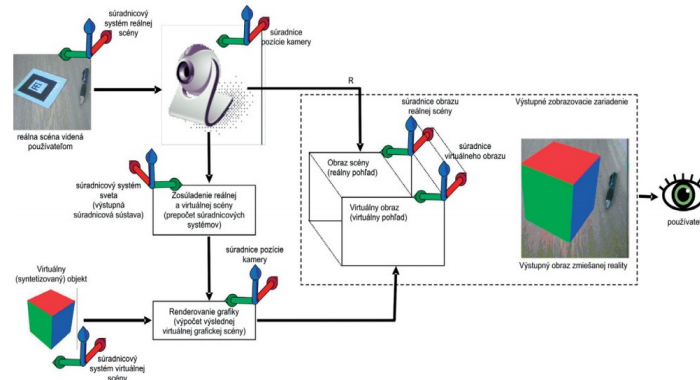 súradnicový
systém reálnej
scény
súradnice
pozície kamery
reálna scéna videná
používateľom
R
súradnice obrazu
reálnej scény
Výstupné zobrazovacie zariadenie
súradnice
virtuálneho obrazu
Obraz scény
(reálny pohľad)
Virtuálny obraz
(virtuálny pohľad)
používateľ
Výstupný obraz zmiešanej reality
súradnicový systém
sveta
(výstupná
súradnicová sústava)
Zosúladenie reálnej
a virtuálnej scény
(prepočet súradnicových
systémov)
súradnice pozície
kamery
Virtuálny
(syntetizovaný) objekt
Renderovanie grafiky
(výpočet výslednej
virtuálnej grafickej scény)
súradnicový
systém virtuálnej
scény